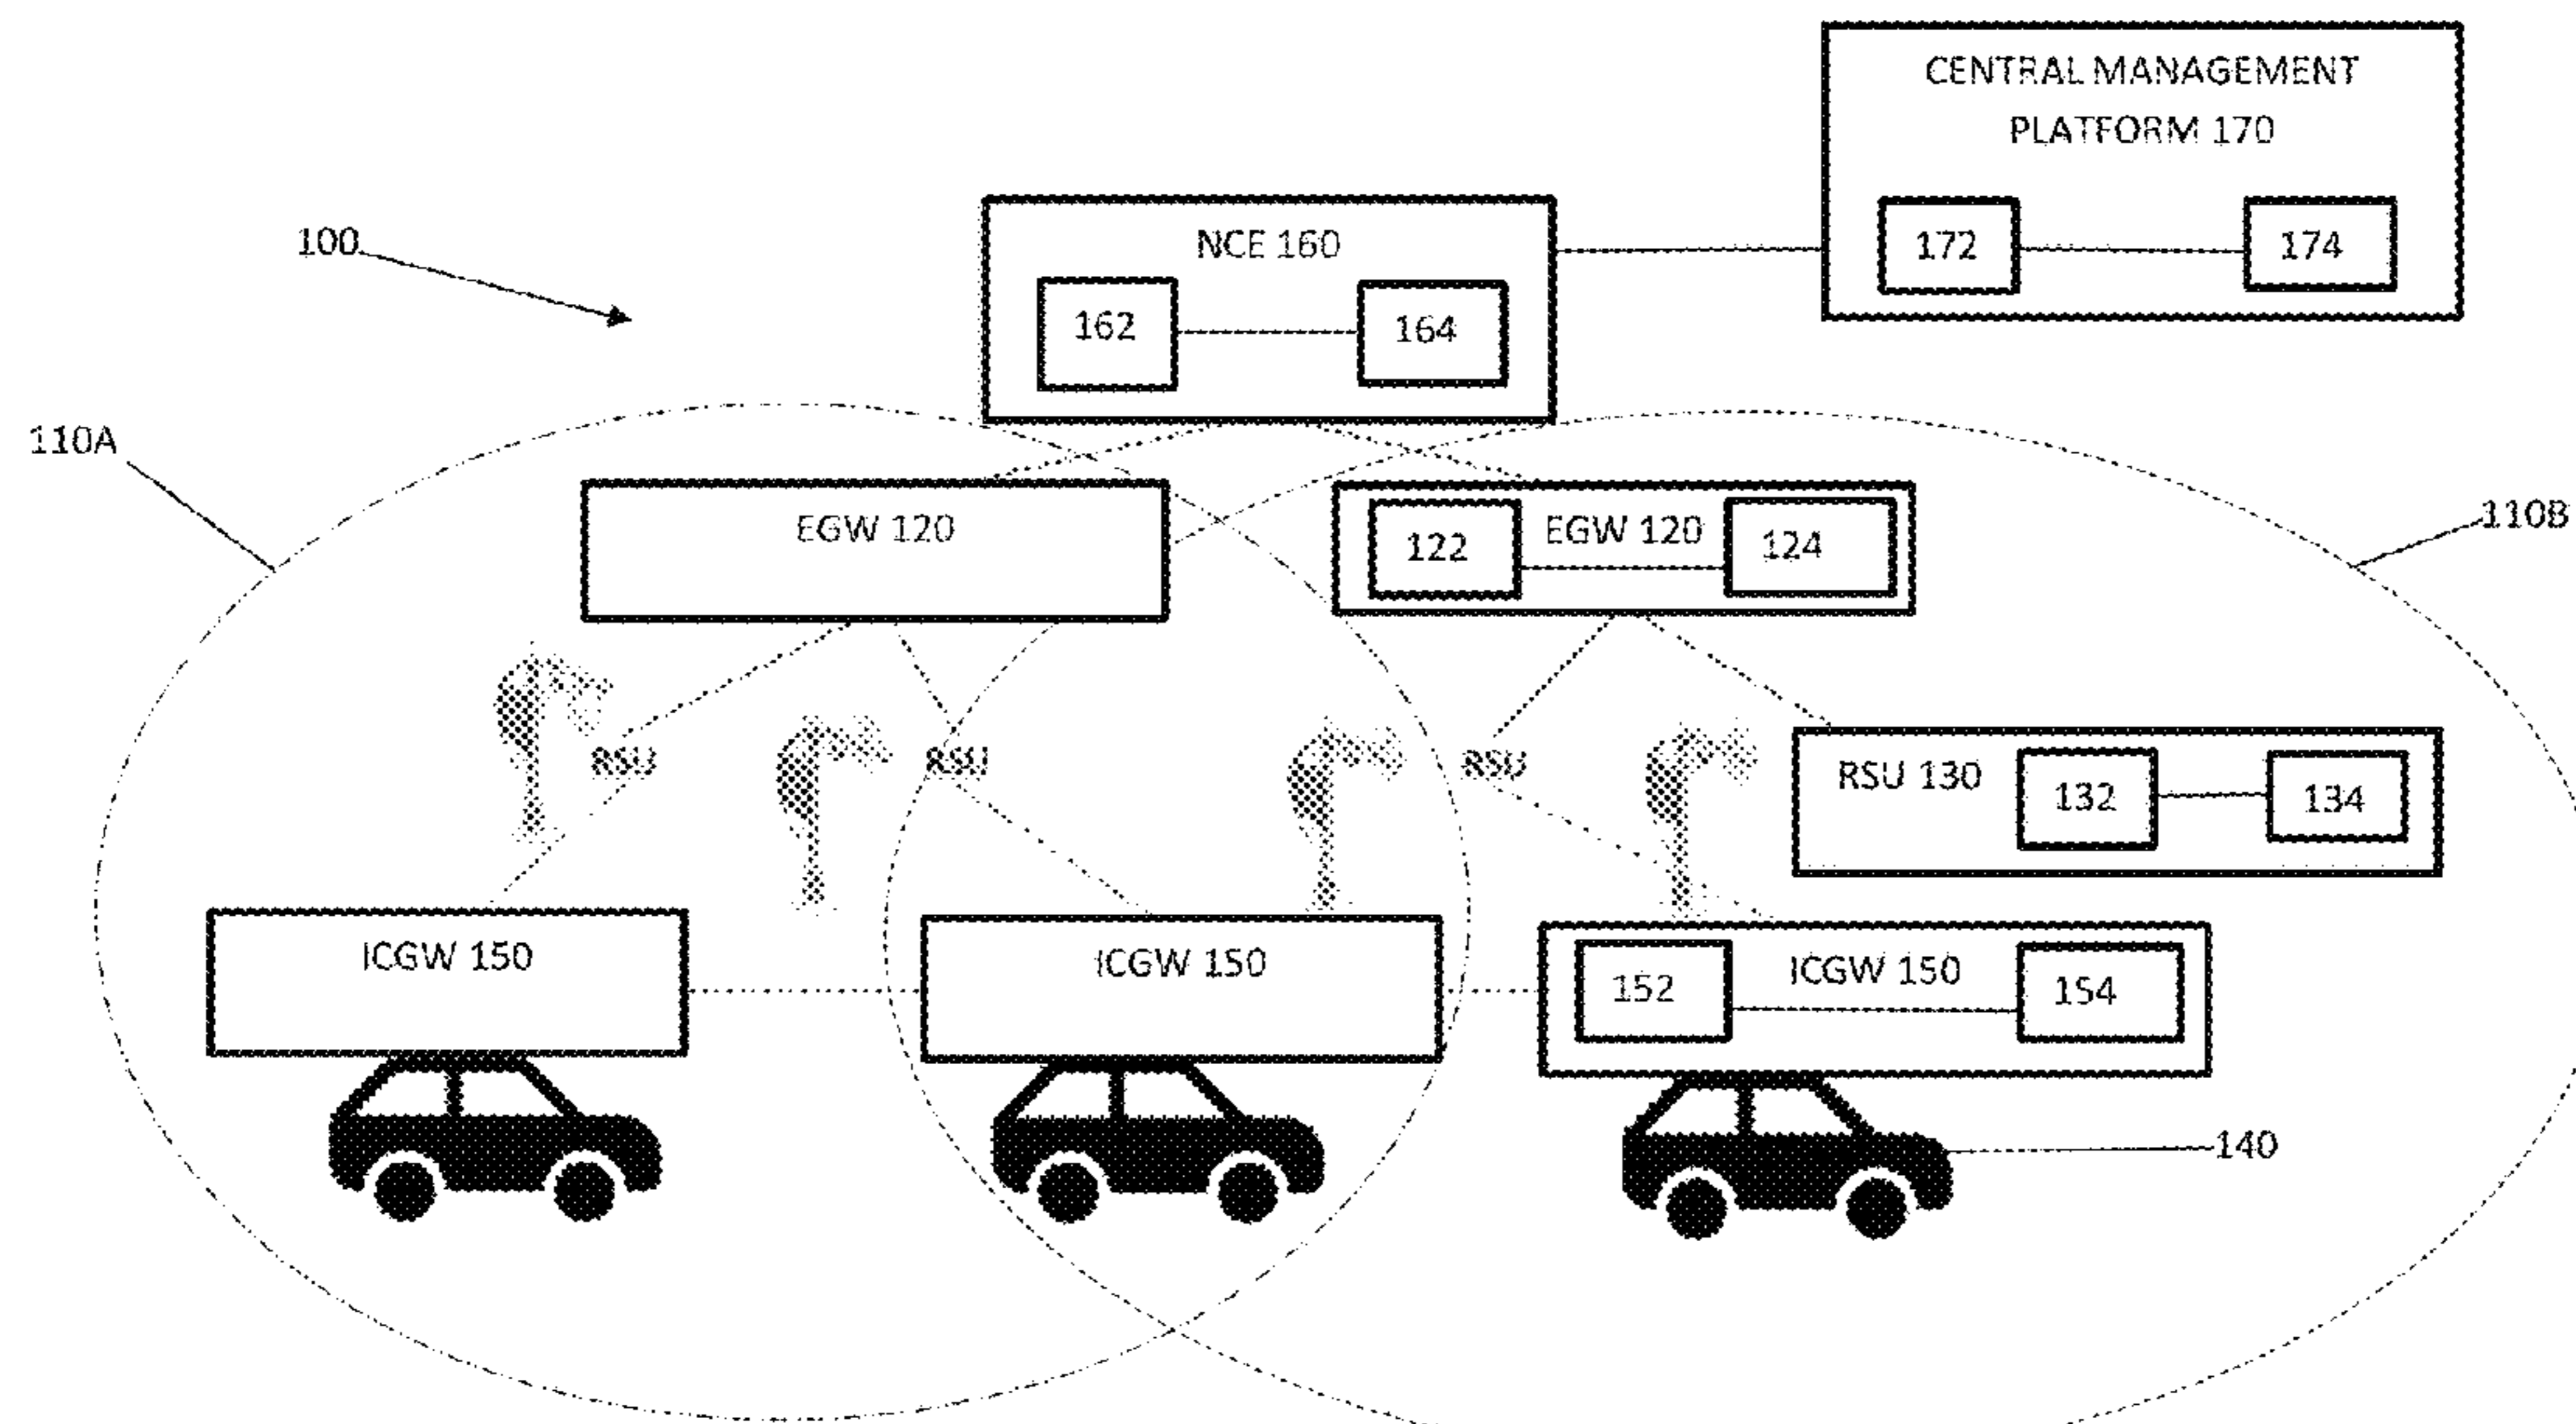 CENTRAL MANAGEMENT
PLATFORM 170
172
174
100
NCE 160
162
164
110A
110B
EGW 120
122
EGW 120
124
RSU
RSU
RSU
RSU 130
132
134
ICGW 150
ICGW 150
152
ICGW 150
154
140